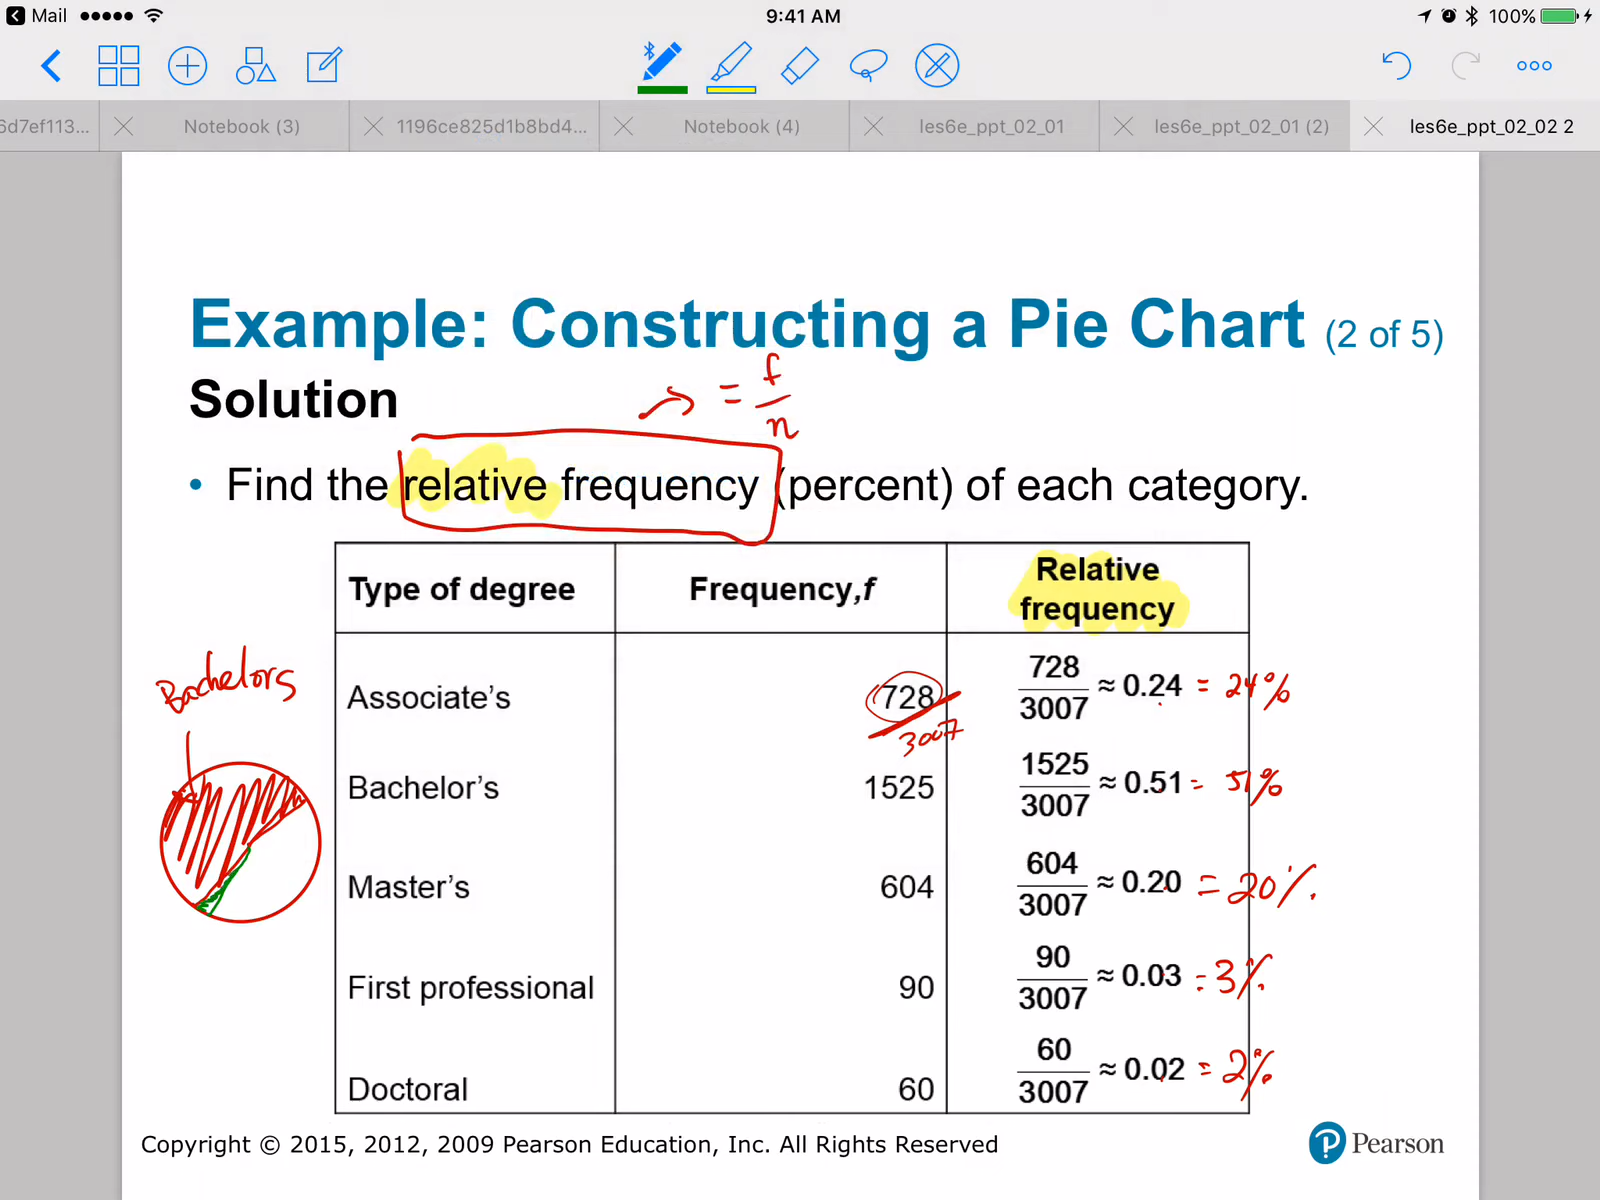 Mail
9:41 AM
100%
6d7ef113...
Notebook (3)
1196ce825d1b8bd4...
Notebook (4)
les6e_ppt_02_01
les6e_ppt_02_01 (2)
les6e_ppt_02_02 2
Example: Constructing a Pie Chart (2 of 5)
Solution
= f/n
• Find the relative frequency (percent) of each category.
Type of degree Frequency,f Relative frequency
Bachelors
Associate's 728 /3007 728/3007 ≈ 0.24 = 24%
Bachelor's 1525 1525/3007 ≈ 0.51 = 51%
Master's 604 604/3007 ≈ 0.20 = 20%
First professional 90 90/3007 ≈ 0.03 = 3%
Doctoral 60 60/3007 ≈ 0.02 = 2%
Copyright © 2015, 2012, 2009 Pearson Education, Inc. All Rights Reserved
P Pearson